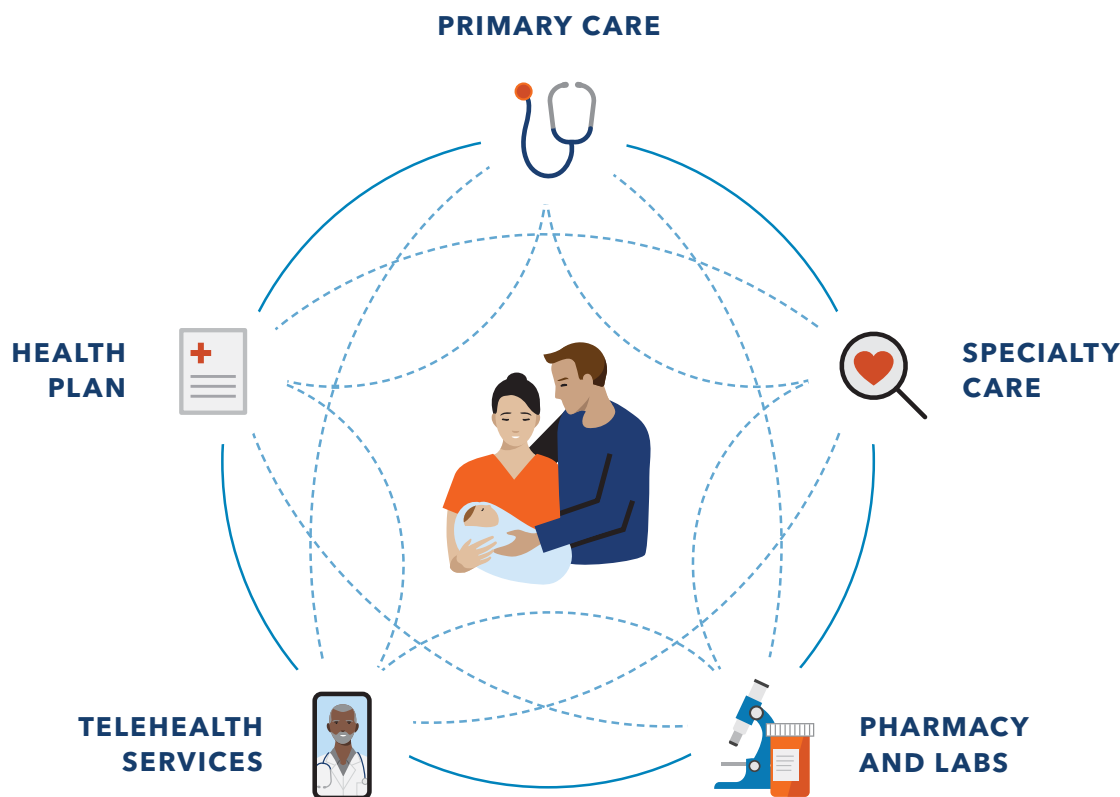 PRIMARY CARE
HEALTH
PLAN
SPECIALTY
CARE
TELEHEALTH
SERVICES
PHARMACY
AND LABS